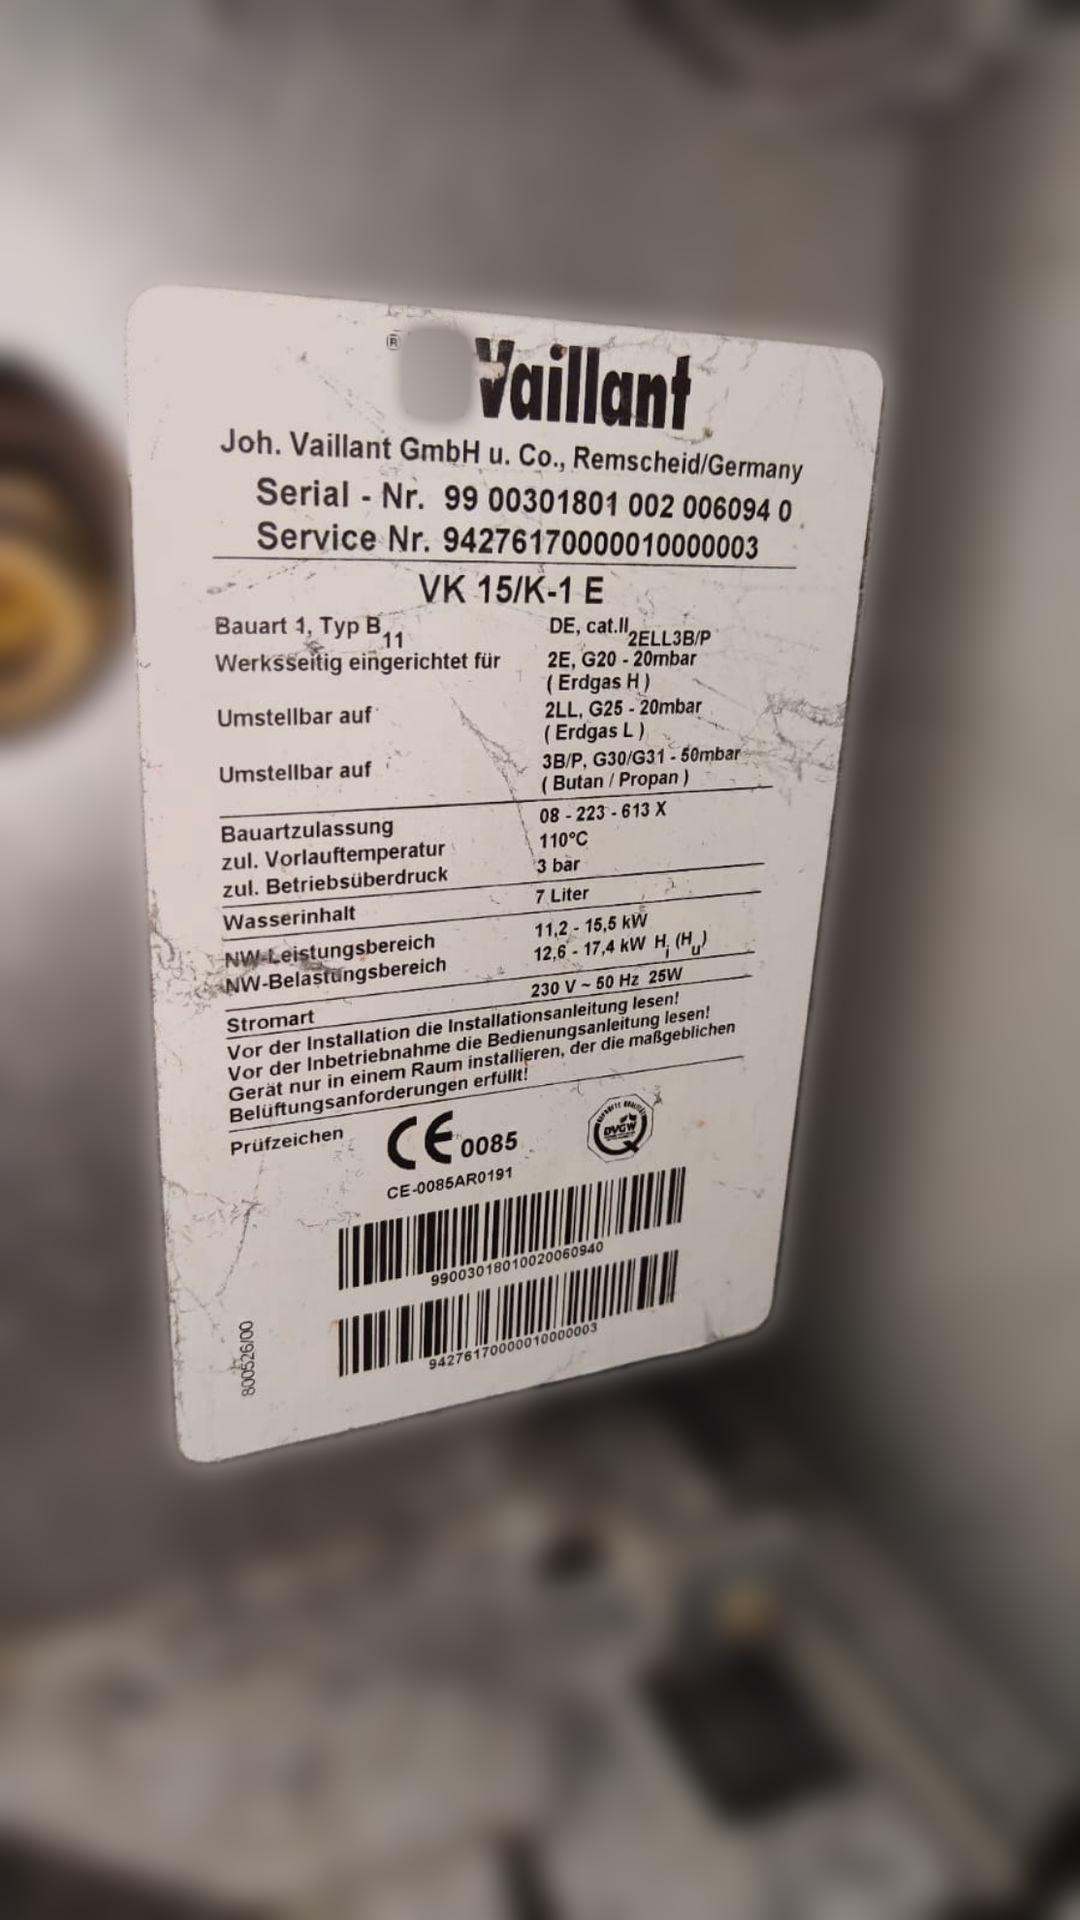 ® Vaillant
Joh. Vaillant GmbH u. Co., Remscheid/Germany
Serial - Nr. 99 00301801 002 006094 0
Service Nr. 94276170000010000003
VK 15/K-1 E
Bauart 1, Typ B11 DE, cat.II2ELL3B/P
Werksseitig eingerichtet für 2E, G20 - 20mbar
( Erdgas H )
Umstellbar auf 2LL, G25 - 20mbar
( Erdgas L )
Umstellbar auf 3B/P, G30/G31 - 50mbar
( Butan / Propan )
Bauartzulassung 08 - 223 - 613 X
zul. Vorlauftemperatur 110°C
zul. Betriebsüberdruck 3 bar
Wasserinhalt 7 Liter
NW-Leistungsbereich 11,2 - 15,5 kW
NW-Belastungsbereich 12,6 - 17,4 kW Hi (Hu)
Stromart 230 V ~ 50 Hz 25W
Vor der Installation die Installationsanleitung lesen!
Vor der Inbetriebnahme die Bedienungsanleitung lesen!
Gerät nur in einem Raum installieren, der die maßgeblichen
Belüftungsanforderungen erfüllt!
Prüfzeichen CE 0085 DVGW
CE-0085AR0191
99003018010020060940
94276170000010000003
800526/00